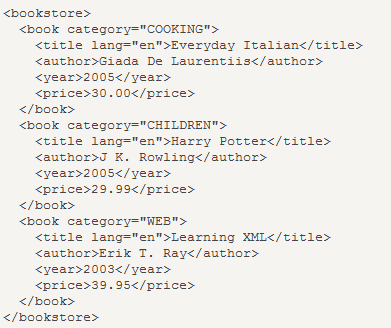 <bookstore>
  <book category="COOKING">
    <title lang="en">Everyday Italian</title>
    <author>Giada De Laurentiis</author>
    <year>2005</year>
    <price>30.00</price>
  </book>
  <book category="CHILDREN">
    <title lang="en">Harry Potter</title>
    <author>J K. Rowling</author>
    <year>2005</year>
    <price>29.99</price>
  </book>
  <book category="WEB">
    <title lang="en">Learning XML</title>
    <author>Erik T. Ray</author>
    <year>2003</year>
    <price>39.95</price>
  </book>
</bookstore>